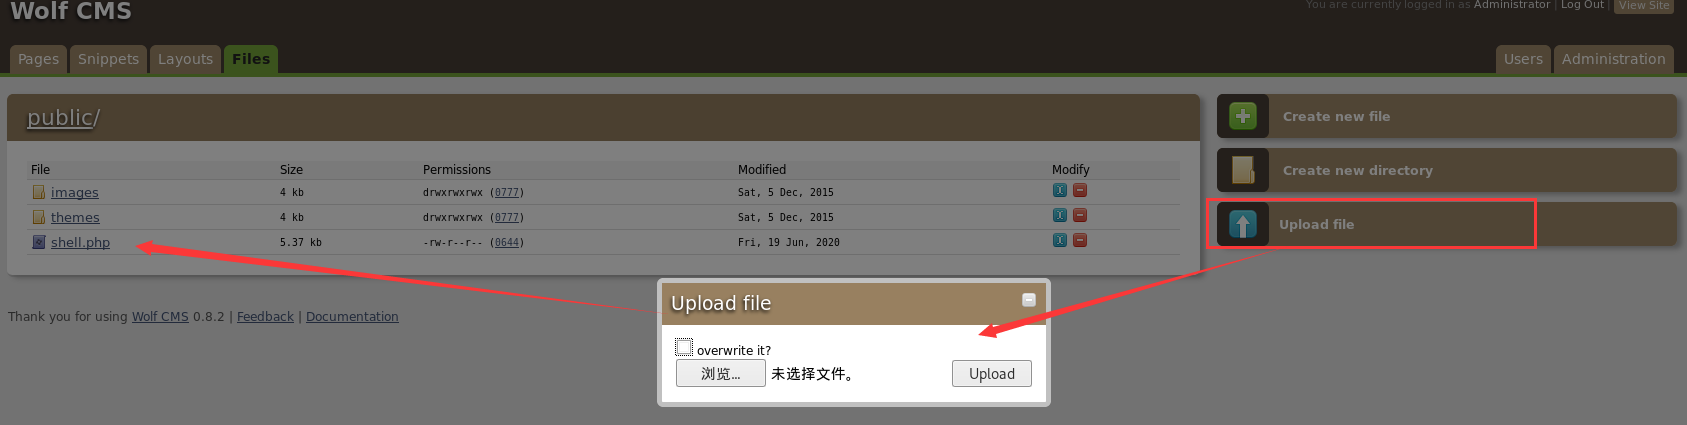 Wolf CMS
You are currently logged in as Administrator | Log Out | View Site
Pages Snippets Layouts Files Users Administration
public/
File Size Permissions Modified Modify
images 4 kb drwxrwxrwx (0777) Sat, 5 Dec, 2015
themes 4 kb drwxrwxrwx (0777) Sat, 5 Dec, 2015
shell.php 5.37 kb -rw-r--r-- (0644) Fri, 19 Jun, 2020
Create new file
Create new directory
Upload file
Upload file
overwrite it?
浏览... 未选择文件。 Upload
Thank you for using Wolf CMS 0.8.2 | Feedback | Documentation